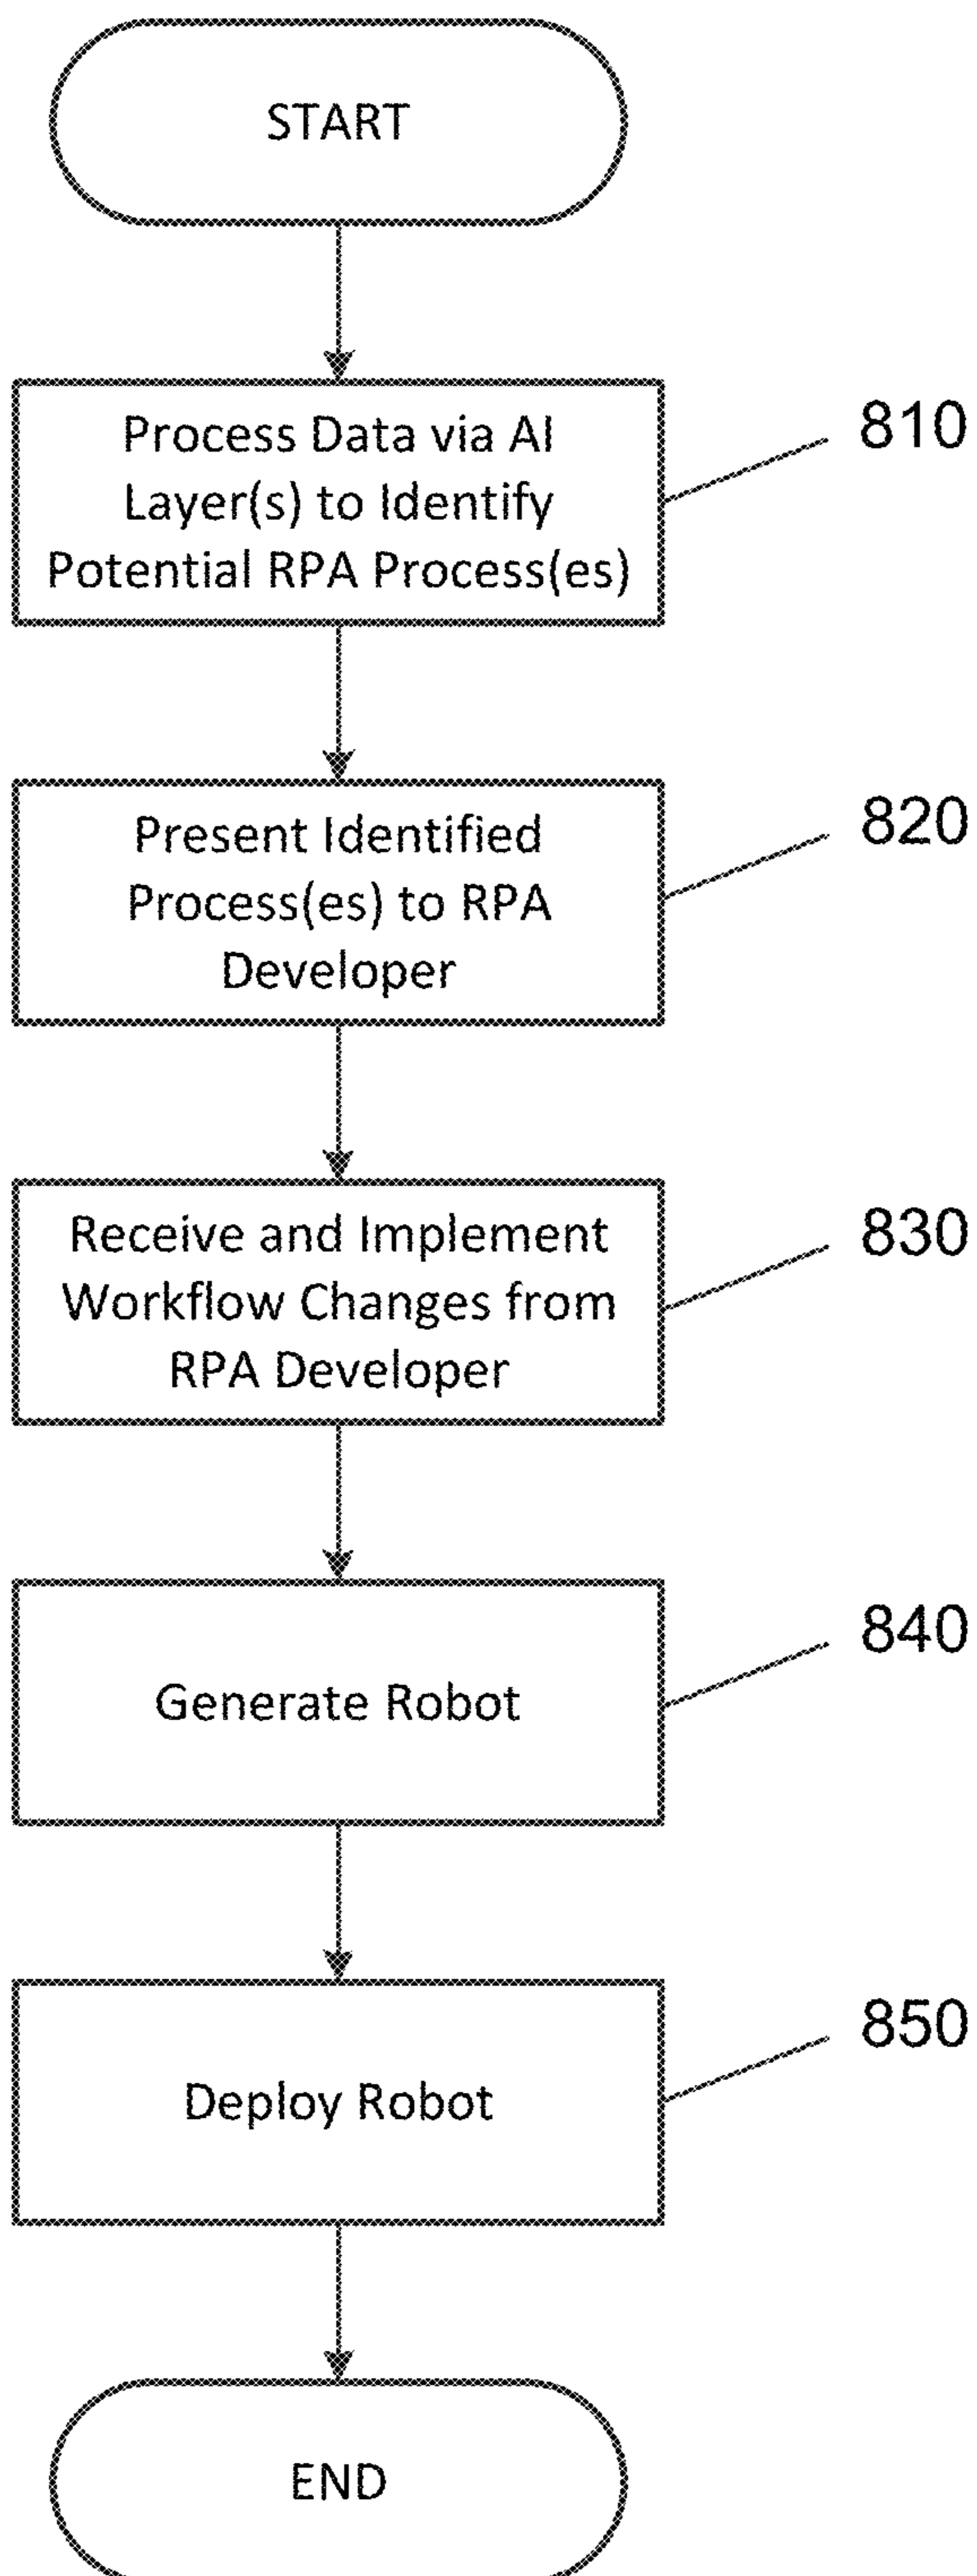 START
Process Data via AI
Layer(s) to Identify
Potential RPA Process(es)
810
Present Identified
Process(es) to RPA
Developer
820
Receive and Implement
Workflow Changes from
RPA Developer
830
Generate Robot
840
Deploy Robot
850
END